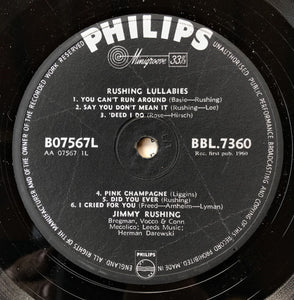 PHILIPS
Minigroove 33⅓
RUSHING LULLABIES
1. YOU CAN'T RUN AROUND (Basie—Rushing)
2. SAY YOU DON'T MEAN IT (Rushing—Lee)
3. 'DEED I DO (Rose—Hirsch)
B07567L
AA 07567 1L
BBL.7360
Rec. first pub. 1960
4. PINK CHAMPAGNE (Liggins)
5. DID YOU EVER (Rushing)
6. I CRIED FOR YOU (Freed—Arnheim—Lyman)
JIMMY RUSHING
Bregman, Vocco & Conn
Mecolico; Leeds Music;
Herman Darewski
PHILIPS
ALL RIGHTS OF THE MANUFACTURER AND OF THE OWNER OF THE RECORDED WORK RESERVED
UNAUTHORISED PUBLIC PERFORMANCE BROADCASTING AND COPYING OF THIS RECORD PROHIBITED
MADE IN ENGLAND